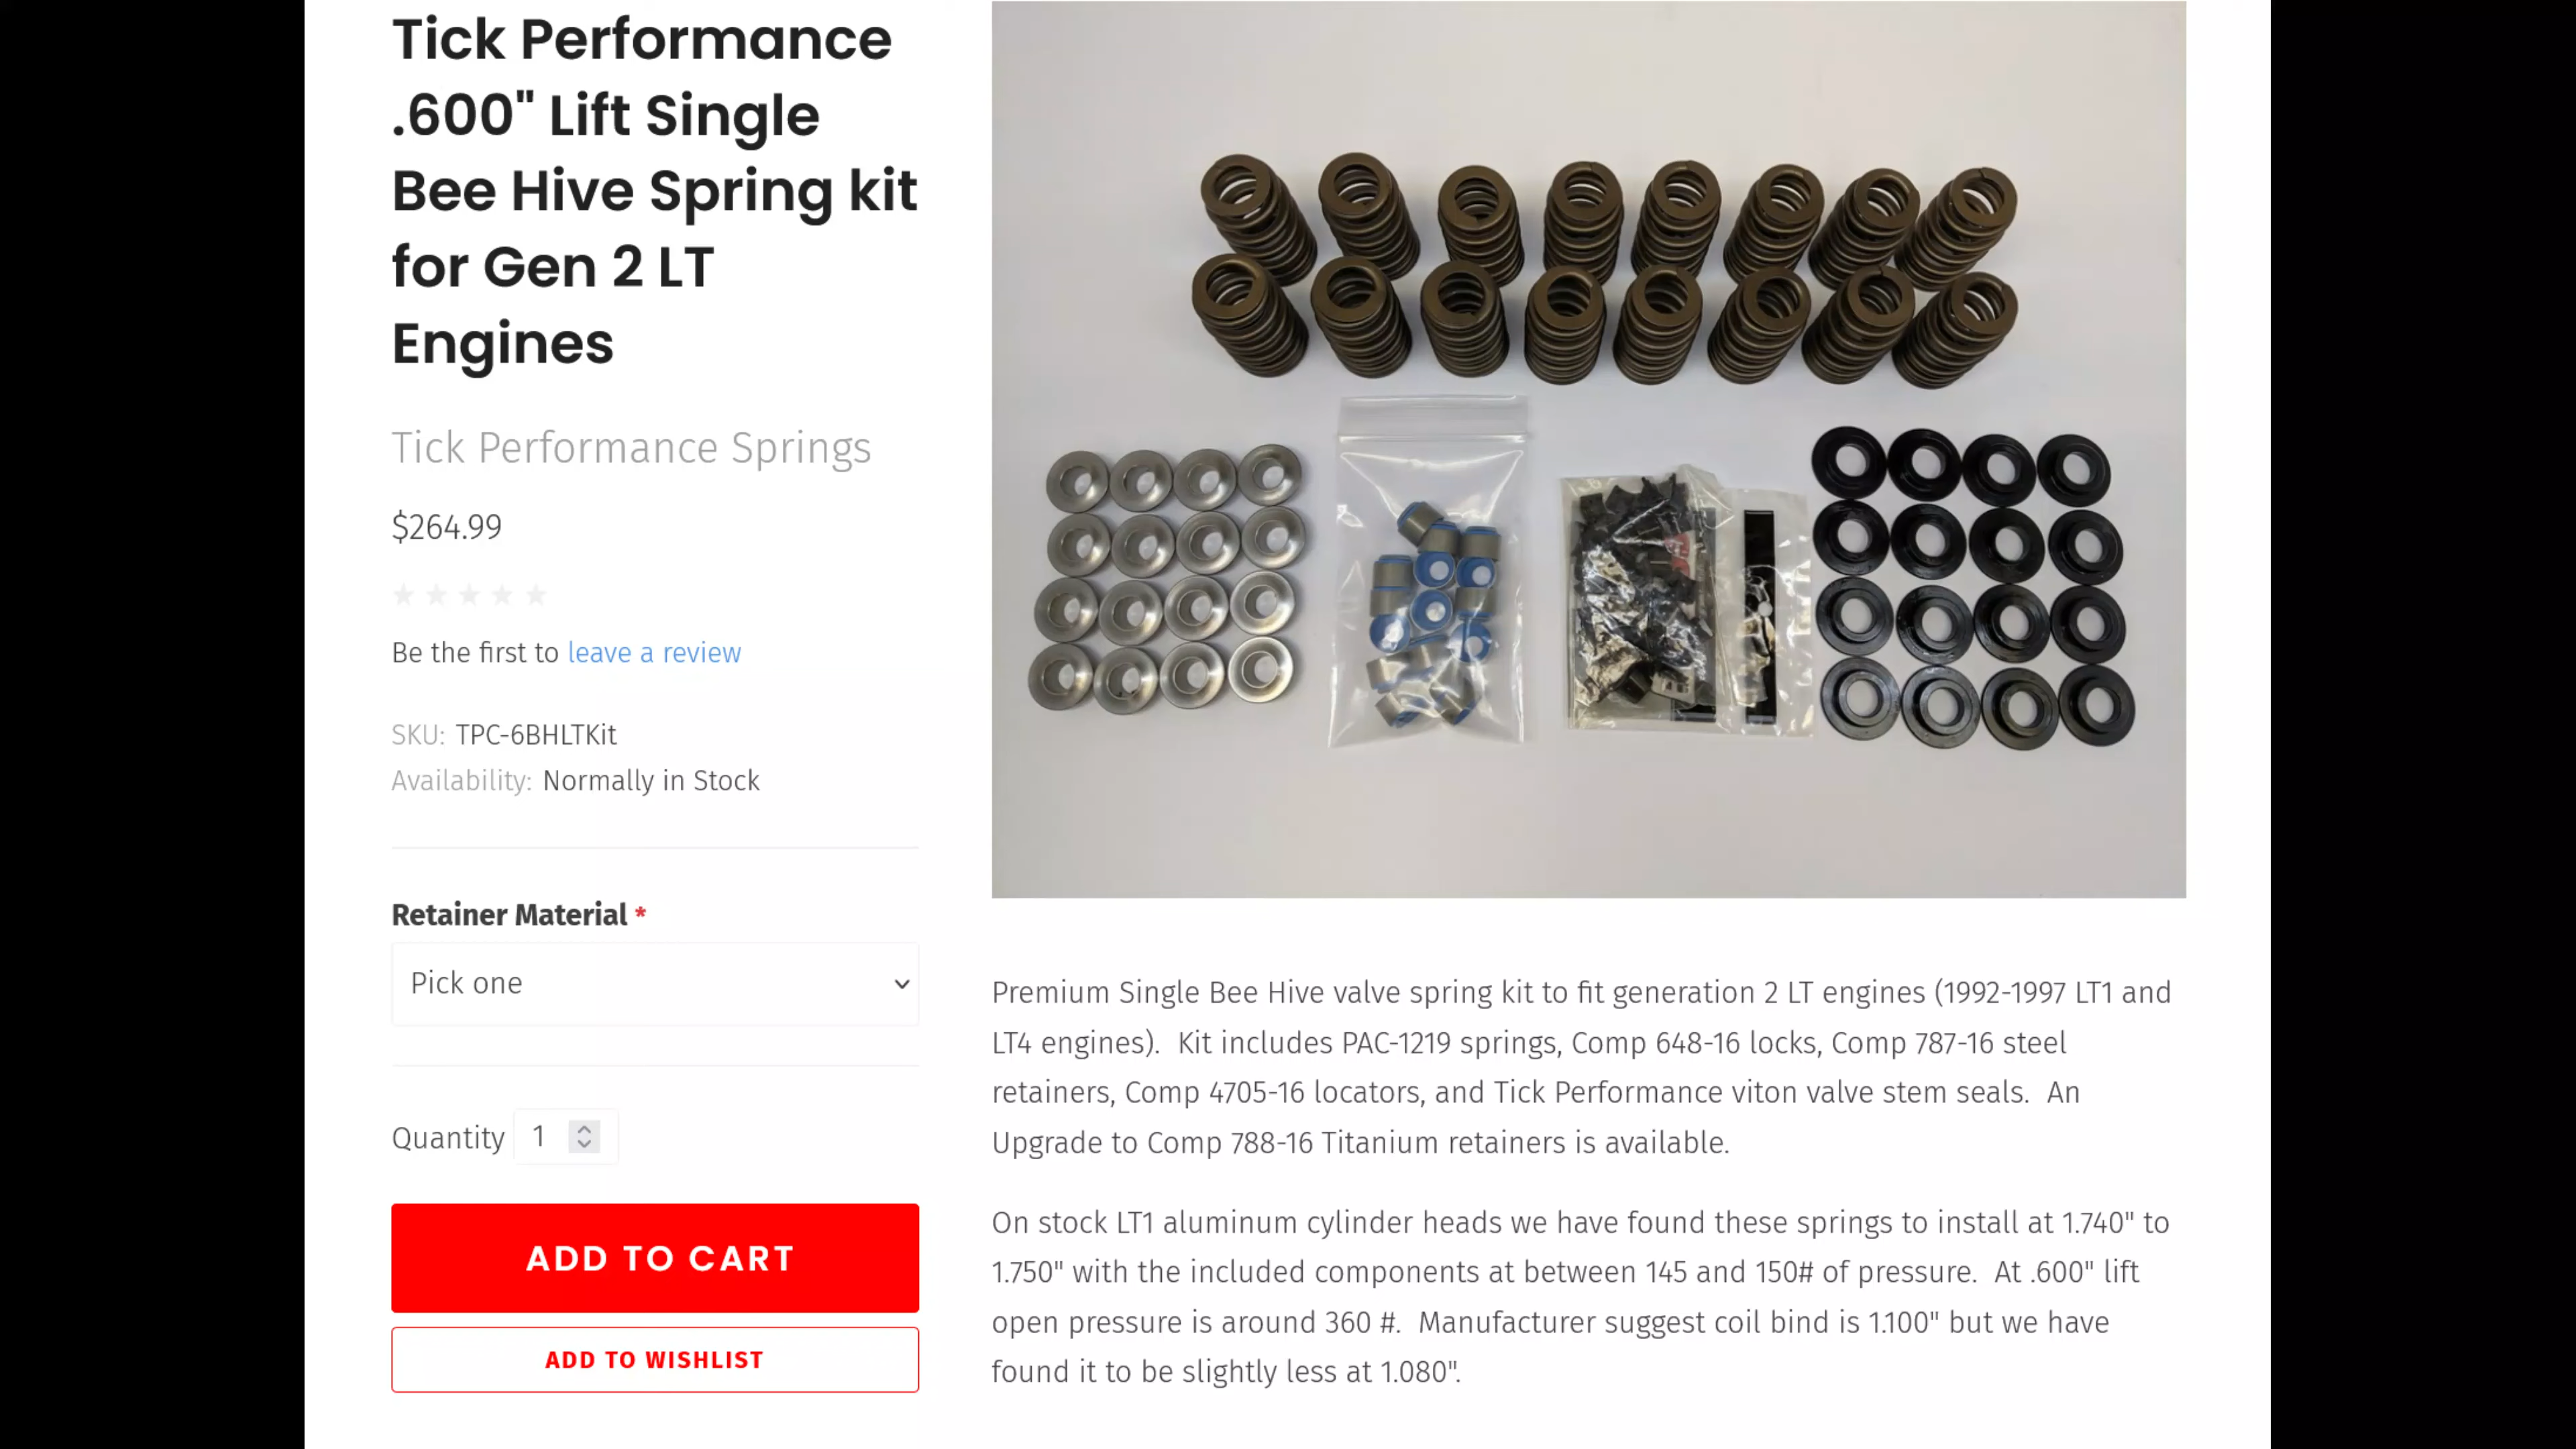 Tick Performance
.600" Lift Single
Bee Hive Spring kit
for Gen 2 LT
Engines
Tick Performance Springs
$264.99
Be the first to leave a review
SKU: TPC-6BHLTKit
Availability: Normally in Stock
Retainer Material *
Pick one
Quantity 1
ADD TO CART
ADD TO WISHLIST
Premium Single Bee Hive valve spring kit to fit generation 2 LT engines (1992-1997 LT1 and
LT4 engines).  Kit includes PAC-1219 springs, Comp 648-16 locks, Comp 787-16 steel
retainers, Comp 4705-16 locators, and Tick Performance viton valve stem seals.  An
Upgrade to Comp 788-16 Titanium retainers is available.
On stock LT1 aluminum cylinder heads we have found these springs to install at 1.740" to
1.750" with the included components at between 145 and 150# of pressure.  At .600" lift
open pressure is around 360 #.  Manufacturer suggest coil bind is 1.100" but we have
found it to be slightly less at 1.080".